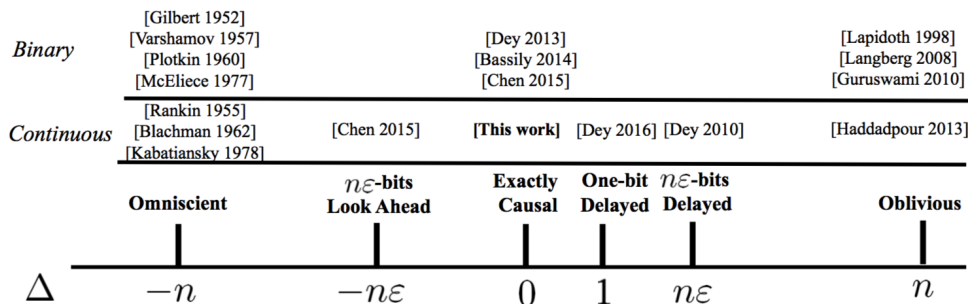 Binary
[Gilbert 1952]
[Varshamov 1957]
[Plotkin 1960]
[McEliece 1977]
[Dey 2013]
[Bassily 2014]
[Chen 2015]
[Lapidoth 1998]
[Langberg 2008]
[Guruswami 2010]
Continuous
[Rankin 1955]
[Blachman 1962]
[Kabatiansky 1978]
[Chen 2015]
[This work]
[Dey 2016]
[Dey 2010]
[Haddadpour 2013]
Omniscient
nε-bits
Look Ahead
Exactly
Causal
One-bit
Delayed
nε-bits
Delayed
Oblivious
Δ
−n
−nε
0
1
nε
n